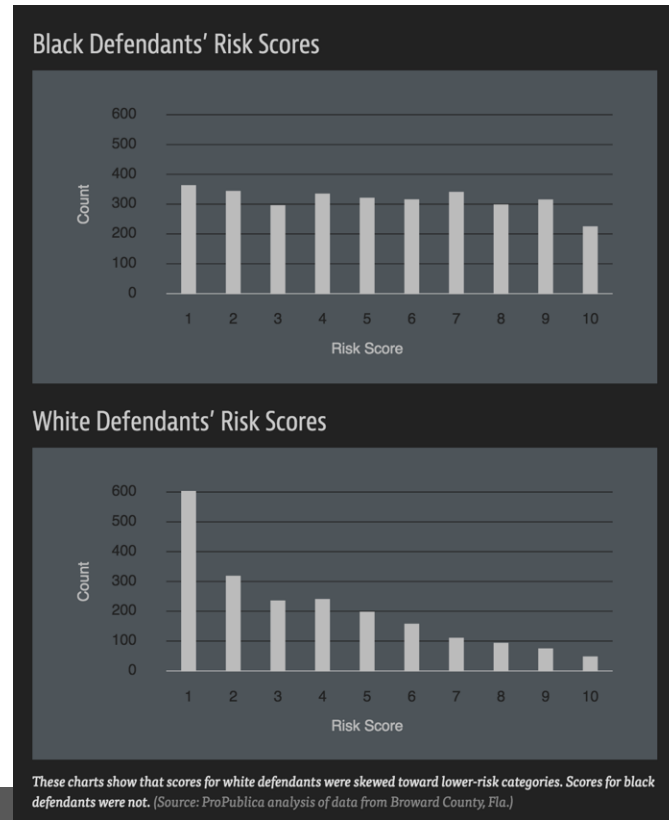 Black Defendants’ Risk Scores
600
500
400
300
200
100
0
Count
1 2 3 4 5 6 7 8 9 10
Risk Score
White Defendants’ Risk Scores
600
500
400
300
200
100
0
Count
1 2 3 4 5 6 7 8 9 10
Risk Score
These charts show that scores for white defendants were skewed toward lower-risk categories. Scores for black
defendants were not. (Source: ProPublica analysis of data from Broward County, Fla.)